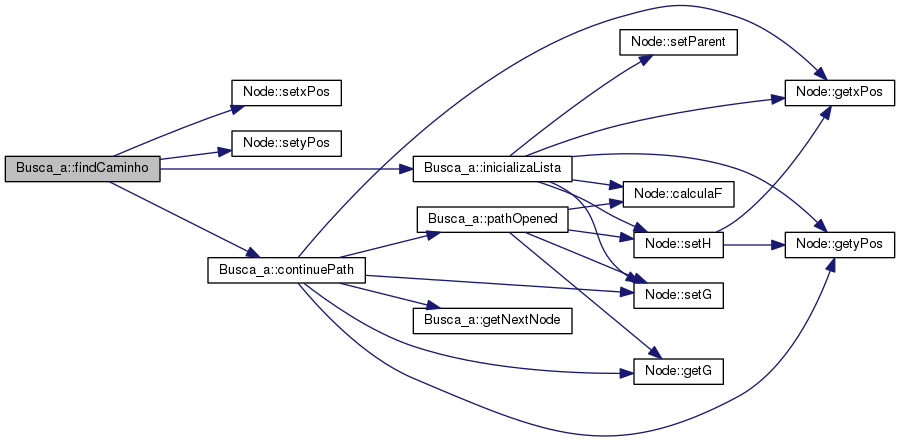 Node::setParent
Node::setxPos
Node::getxPos
Node::setyPos
Busca_a::findCaminho
Busca_a::inicializaLista
Node::calculaF
Busca_a::pathOpened
Node::setH
Node::getyPos
Busca_a::continuePath
Node::setG
Busca_a::getNextNode
Node::getG